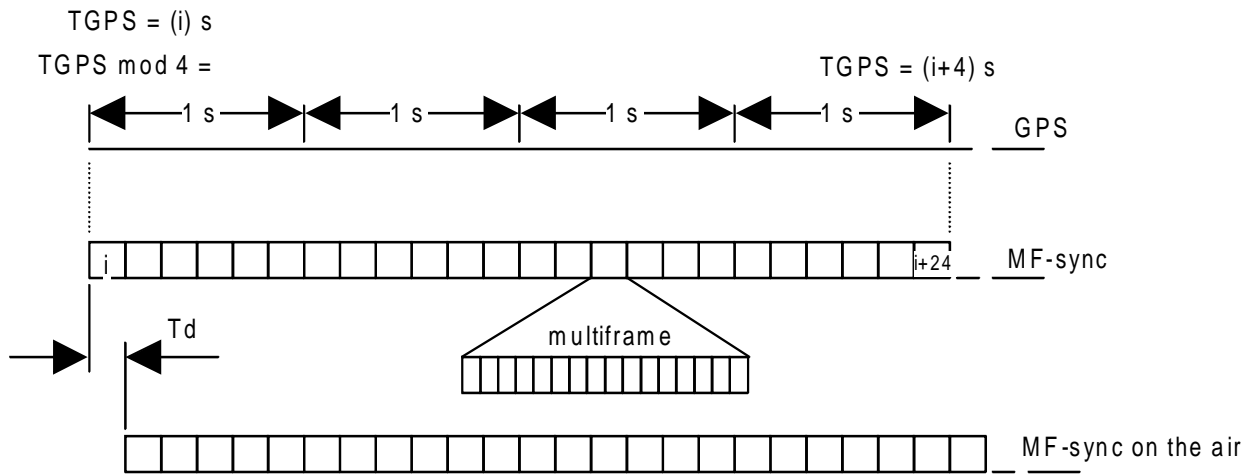 TGPS = (i) s
TGPS mod 4 =
TGPS = (i+4) s
1 s 1 s 1 s 1 s
GPS
i i+24 MF-sync
Td
multiframe
MF-sync on the air